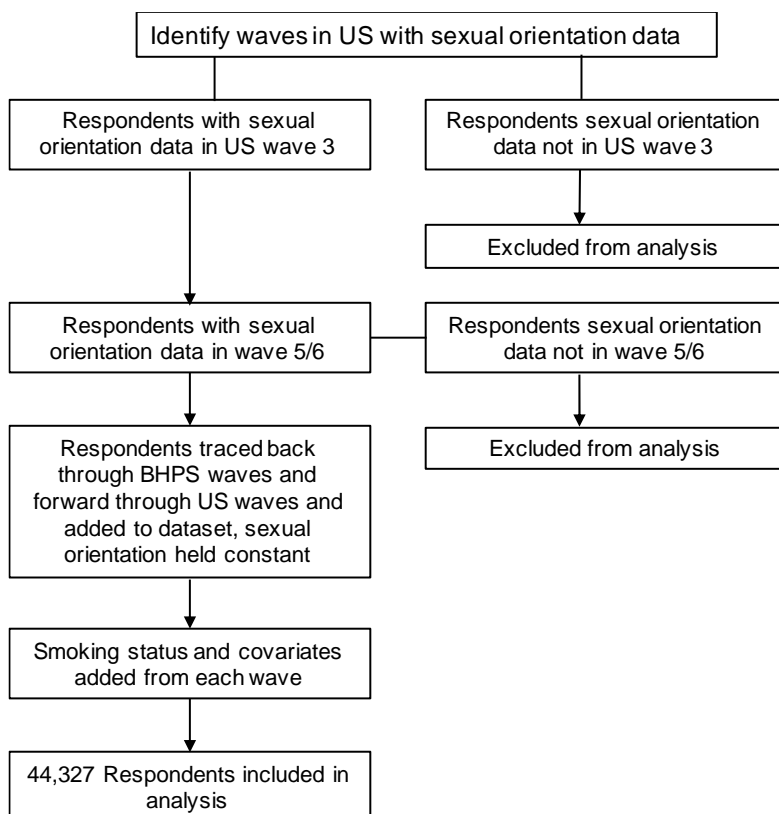 Identify waves in US with sexual orientation data
Respondents with sexual
orientation data in US wave 3
Respondents sexual orientation
data not in US wave 3
Excluded from analysis
Respondents with sexual
orientation data in wave 5/6
Respondents sexual orientation
data not in wave 5/6
Excluded from analysis
Respondents traced back
through BHPS waves and
forward through US waves and
added to dataset, sexual
orientation held constant
Smoking status and covariates
added from each wave
44,327 Respondents included in
analysis